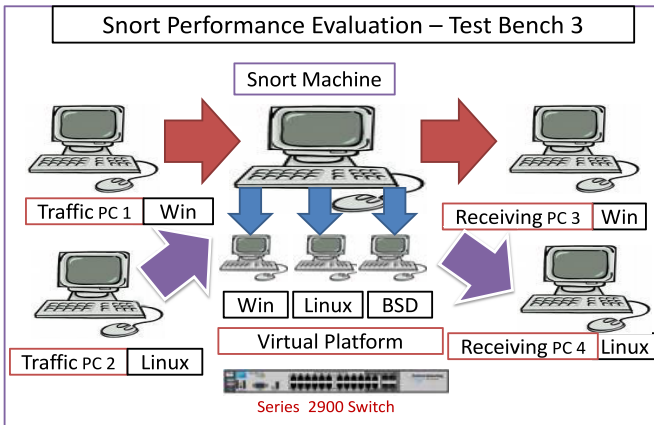 Snort Performance Evaluation – Test Bench 3
Snort Machine
Traffic PC 1 Win
Receiving PC 3 Win
Win Linux BSD
Virtual Platform
Traffic PC 2 Linux
Receiving PC 4 Linux
Series 2900 Switch